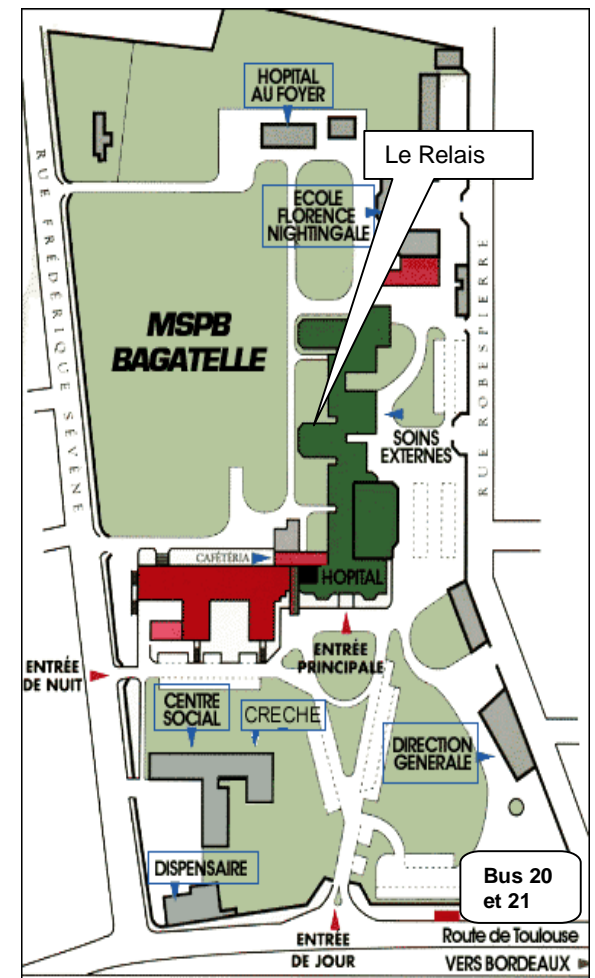 HOPITAL
AU FOYER
Le Relais
ECOLE
FLORENCE
NIGHTINGALE
RUE FRÉDERIQUE SÉVÈNE
MSPB
BAGATELLE
RUE ROBESPIERRE
SOINS
EXTERNES
CAFÉTÉRIA
HOPITAL
ENTRÉE
PRINCIPALE
ENTRÉE
DE NUIT
CENTRE
SOCIAL
CRECHE
DIRECTION
GENERALE
DISPENSAIRE
Bus 20
et 21
ENTRÉE
DE JOUR
Route de Toulouse
VERS BORDEAUX